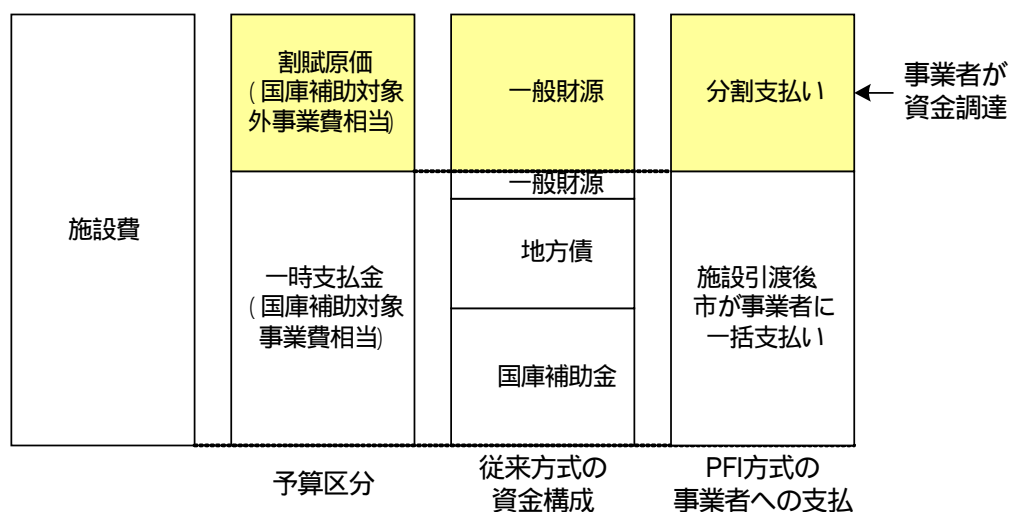 施設費
割賦原価
(国庫補助対象
外事業費相当)
一時支払金
(国庫補助対象
事業費相当)
予算区分
一般財源
一般財源
地方債
国庫補助金
従来方式の
資金構成
分割支払い
施設引渡後
市が事業者に
一括支払い
PFI方式の
事業者への支払
事業者が
資金調達